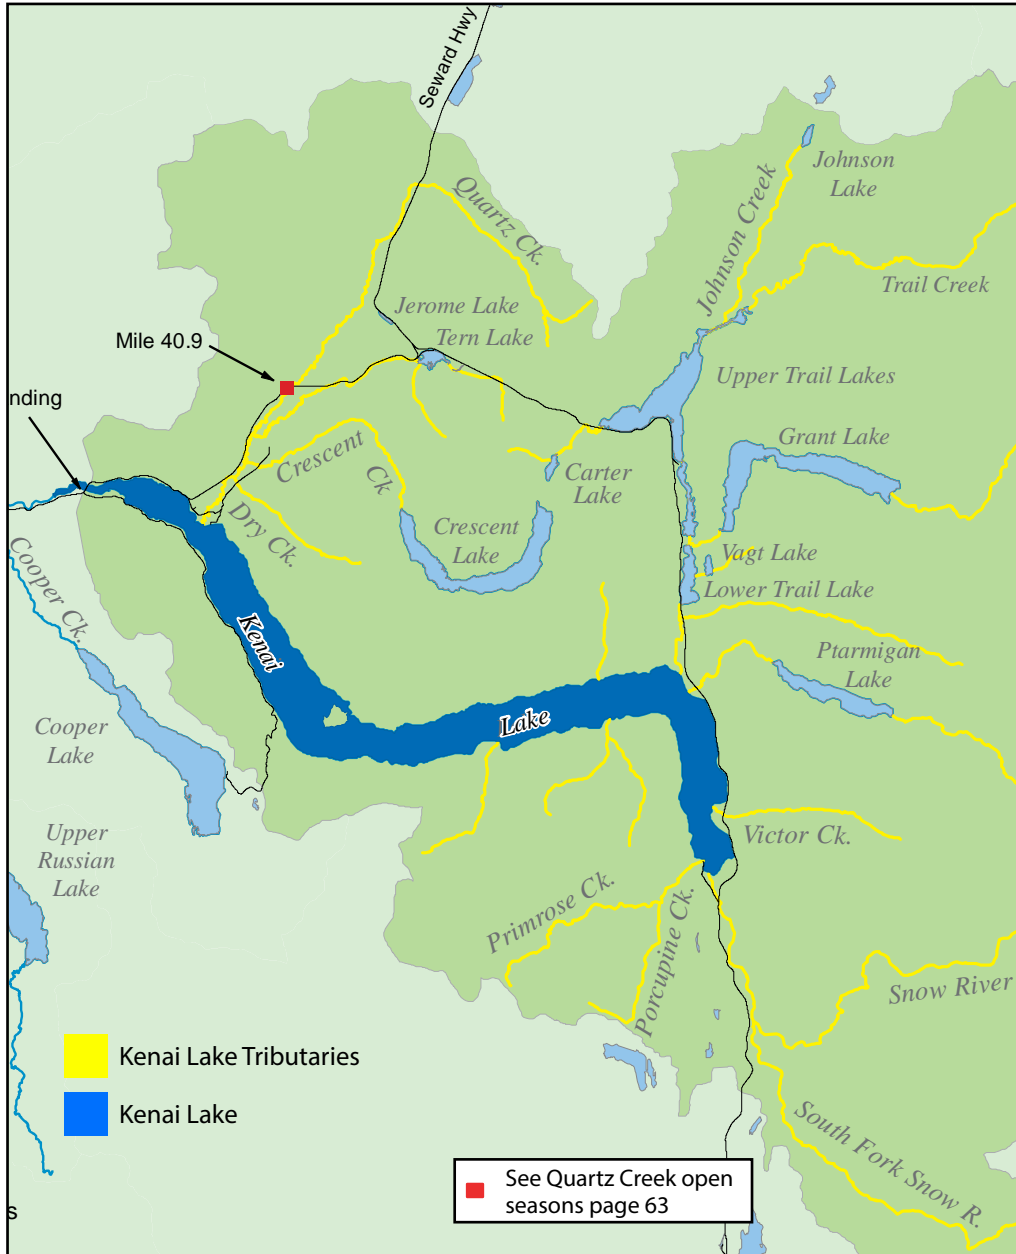 Seward Hwy
Quartz Ck.
Johnson Creek
Johnson
Lake
Trail Creek
Jerome Lake
Tern Lake
Mile 40.9
Upper Trail Lakes
nding
Grant Lake
Crescent
Ck
Carter
Lake
Crescent
Lake
Dry Ck.
Vagt Lake
Lower Trail Lake
Cooper Ck.
Kenai
Lake
Ptarmigan
Lake
Cooper
Lake
Upper
Russian
Lake
Victor Ck.
Primrose Ck.
Porcupine Ck.
Snow River
Kenai Lake Tributaries
Kenai Lake
South Fork Snow R.
See Quartz Creek open
seasons page 63
s